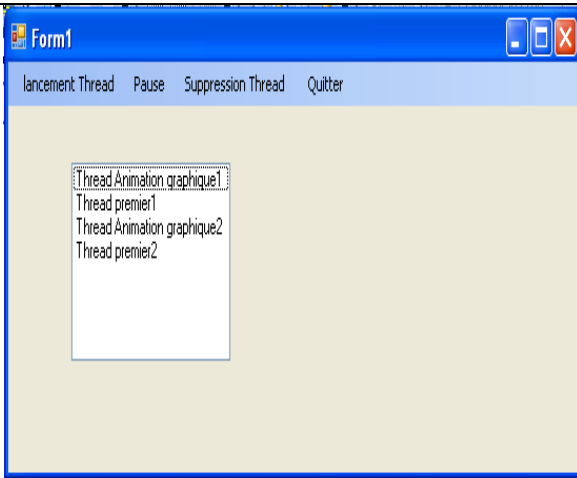 Form1
lancement Thread Pause Suppression Thread Quitter
Thread Animation graphique1
Thread premier1
Thread Animation graphique2
Thread premier2